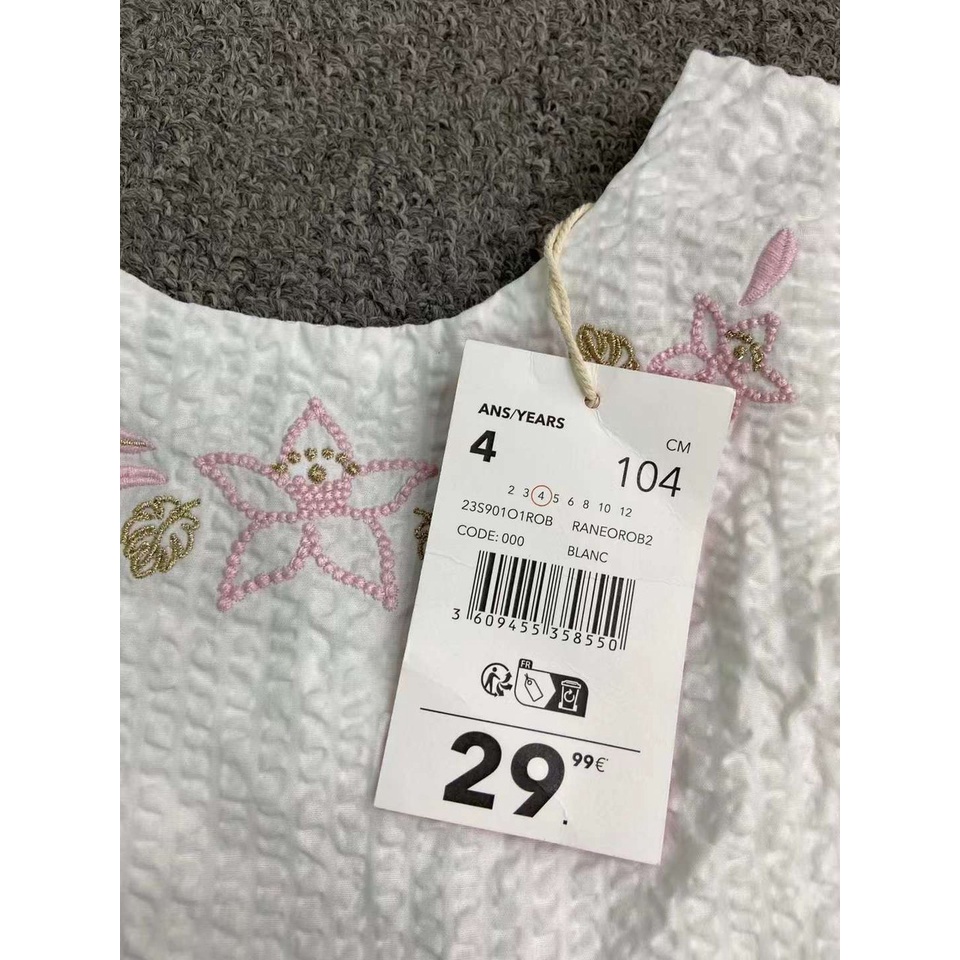 ANS/YEARS
4
CM
104
2 3 4 5 6 8 10 12
23S901O1ROB RANEOROB2
CODE: 000 BLANC
3 609455 358550
FR
29.99€